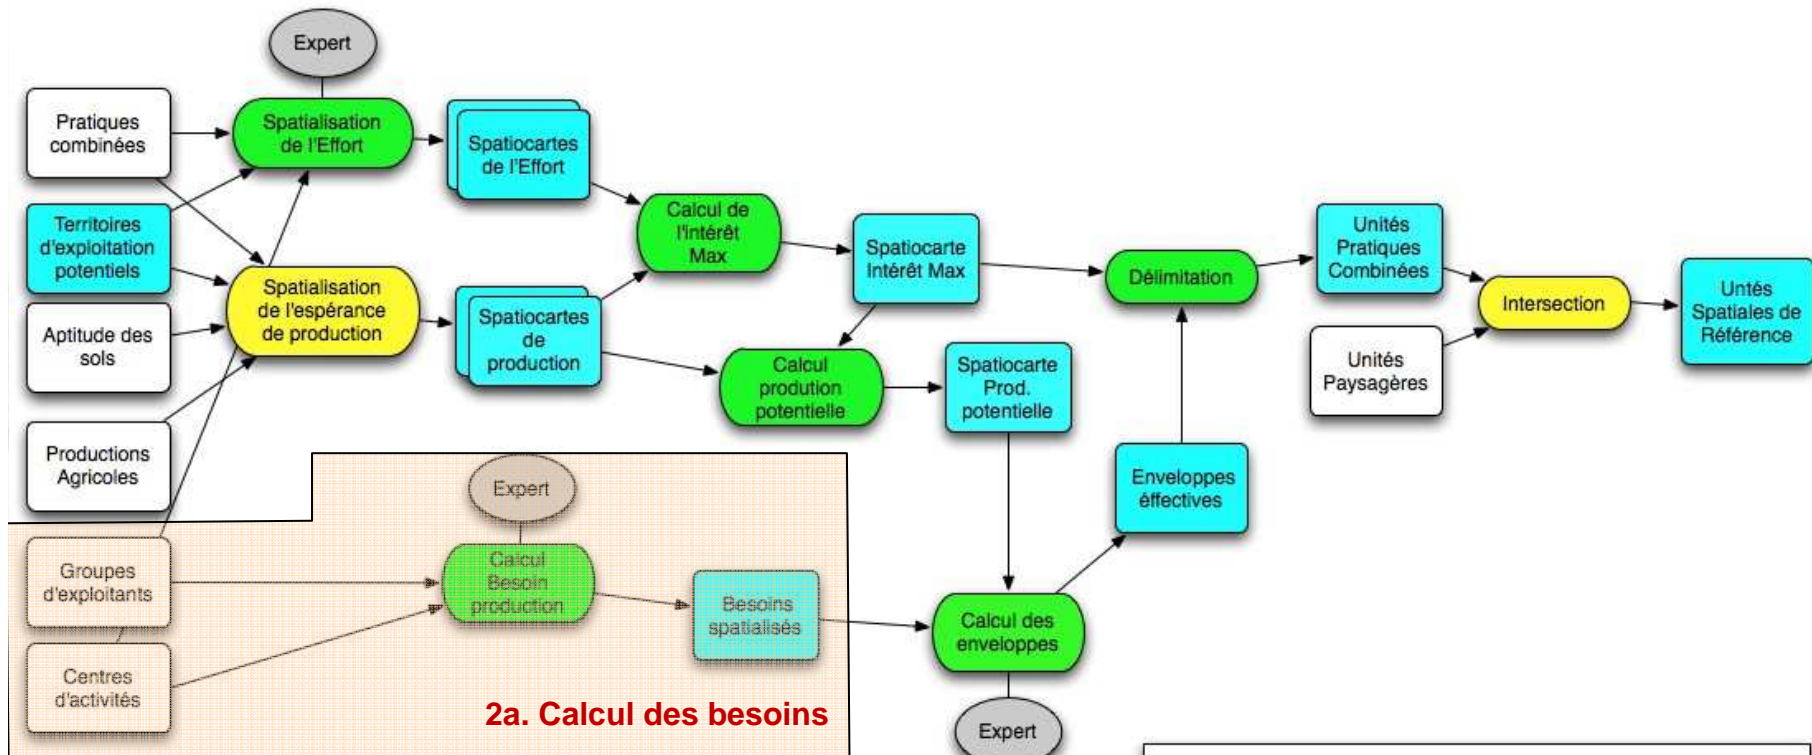 Expert
Pratiques
combinées
Spatialisation
de l'Effort
Spatiocartes
de l'Effort
Territoires
d'exploitation
potentiels
Calcul de
l'intérêt
Max
Spatiocarte
Intérêt Max
Délimitation
Unités
Pratiques
Combinées
Intersection
Untés
Spatiales de
Référence
Spatialisation
de l'espérance
de production
Spatiocartes
de
production
Aptitude des
sols
Calcul
prodution
potentielle
Spatiocarte
Prod.
potentielle
Unités
Paysagères
Productions
Agricoles
Expert
Enveloppes
éffectives
Groupes
d'exploitants
Calcul
Besoin
production
Besoins
spatialisés
Calcul des
enveloppes
Centres
d'activités
2a. Calcul des besoins
Expert